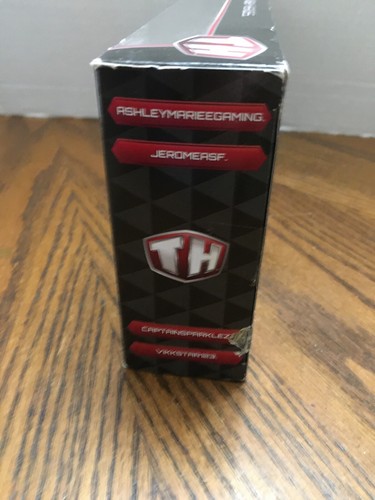 ASHLEYMARIEEGAMING
JEROMEASF
TH
CAPTAINSPARKLEZ
VIKKSTAR123